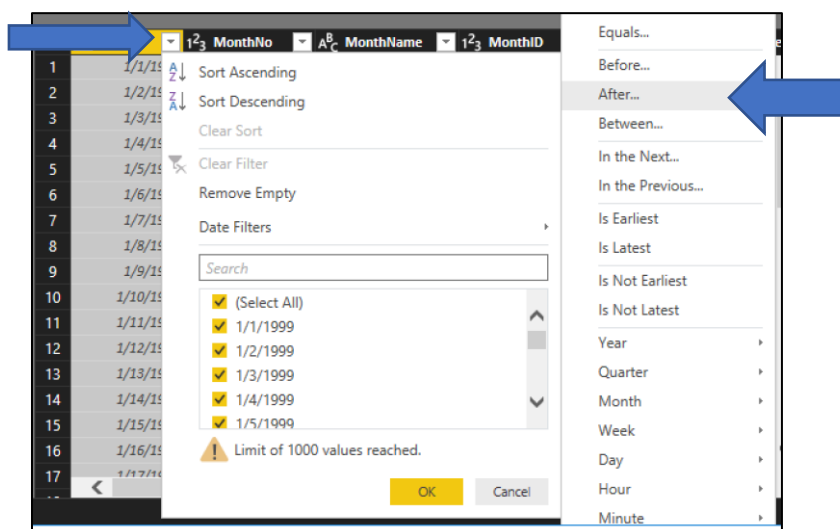 1²3 MonthNo ABC MonthName 1²3 MonthID
1 1/1/19
2 1/2/19
3 1/3/19
4 1/4/19
5 1/5/19
6 1/6/19
7 1/7/19
8 1/8/19
9 1/9/19
10 1/10/19
11 1/11/19
12 1/12/19
13 1/13/19
14 1/14/19
15 1/15/19
16 1/16/19
17 1/17/19
Sort Ascending
Sort Descending
Clear Sort
Clear Filter
Remove Empty
Date Filters
Search
(Select All)
1/1/1999
1/2/1999
1/3/1999
1/4/1999
1/5/1999
Limit of 1000 values reached.
OK Cancel
Equals...
Before...
After...
Between...
In the Next...
In the Previous...
Is Earliest
Is Latest
Is Not Earliest
Is Not Latest
Year
Quarter
Month
Week
Day
Hour
Minute